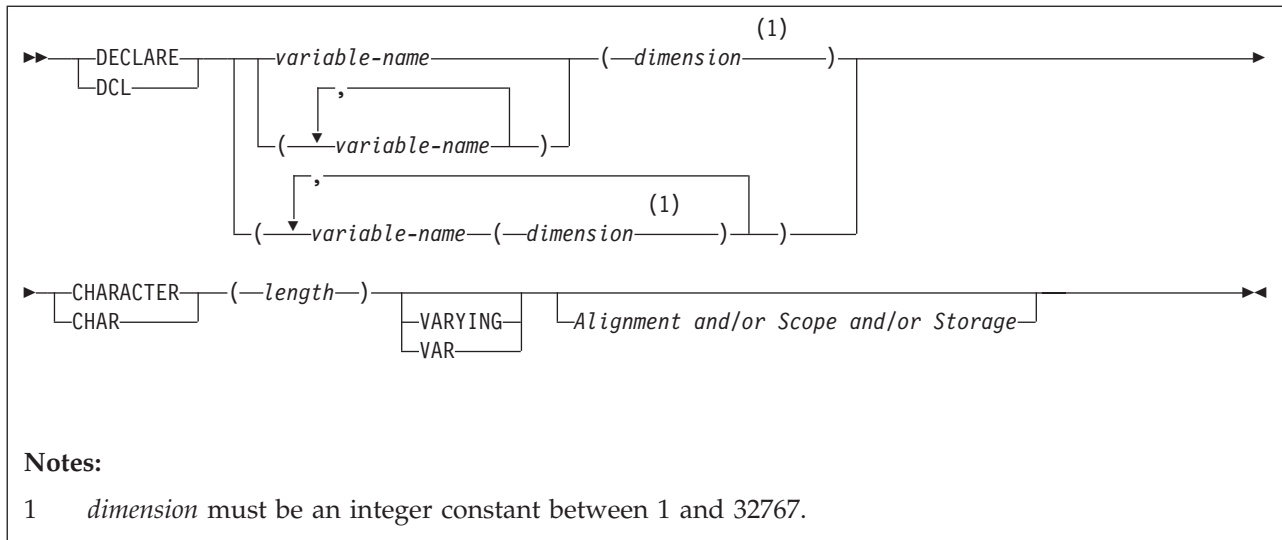 (1)
DECLARE variable-name ( dimension )
DCL ,
( variable-name )
,
(1)
( variable-name ( dimension ) )
CHARACTER ( length )
CHAR VARYING Alignment and/or Scope and/or Storage
VAR
Notes:
1 dimension must be an integer constant between 1 and 32767.